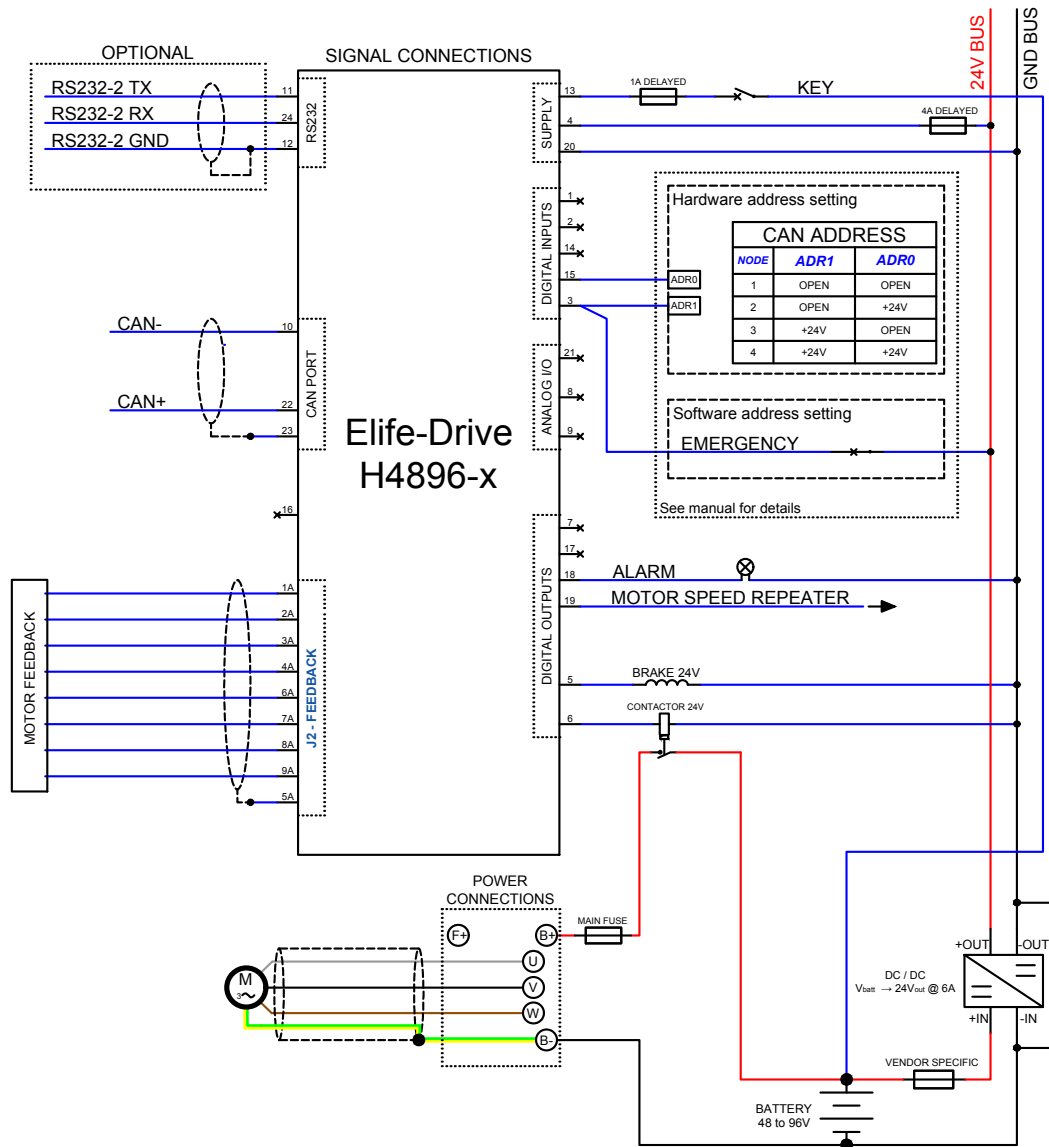 OPTIONAL
RS232-2 TX
RS232-2 RX
RS232-2 GND
11
24
12
RS232
SIGNAL CONNECTIONS
CAN-
CAN+
10
22
23
CAN PORT
16
Elife-Drive
H4896-x
MOTOR FEEDBACK
1A
2A
3A
4A
6A
7A
8A
9A
5A
J2 - FEEDBACK
SUPPLY
13
4
20
1A DELAYED
KEY
4A DELAYED
24V BUS
GND BUS
DIGITAL INPUTS
1
2
14
15
3
ADR0
ADR1
Hardware address setting
CAN ADDRESS
NODE ADR1 ADR0
1 OPEN OPEN
2 OPEN +24V
3 +24V OPEN
4 +24V +24V
ANALOG I/O
21
8
9
Software address setting
EMERGENCY
See manual for details
DIGITAL OUTPUTS
7
17
18
19
5
6
ALARM
MOTOR SPEED REPEATER
BRAKE 24V
CONTACTOR 24V
POWER
CONNECTIONS
F+
B+
U
V
W
B-
MAIN FUSE
M
3~
+OUT
-OUT
DC / DC
Vbatt → 24Vout @ 6A
+IN
-IN
VENDOR SPECIFIC
BATTERY
48 to 96V